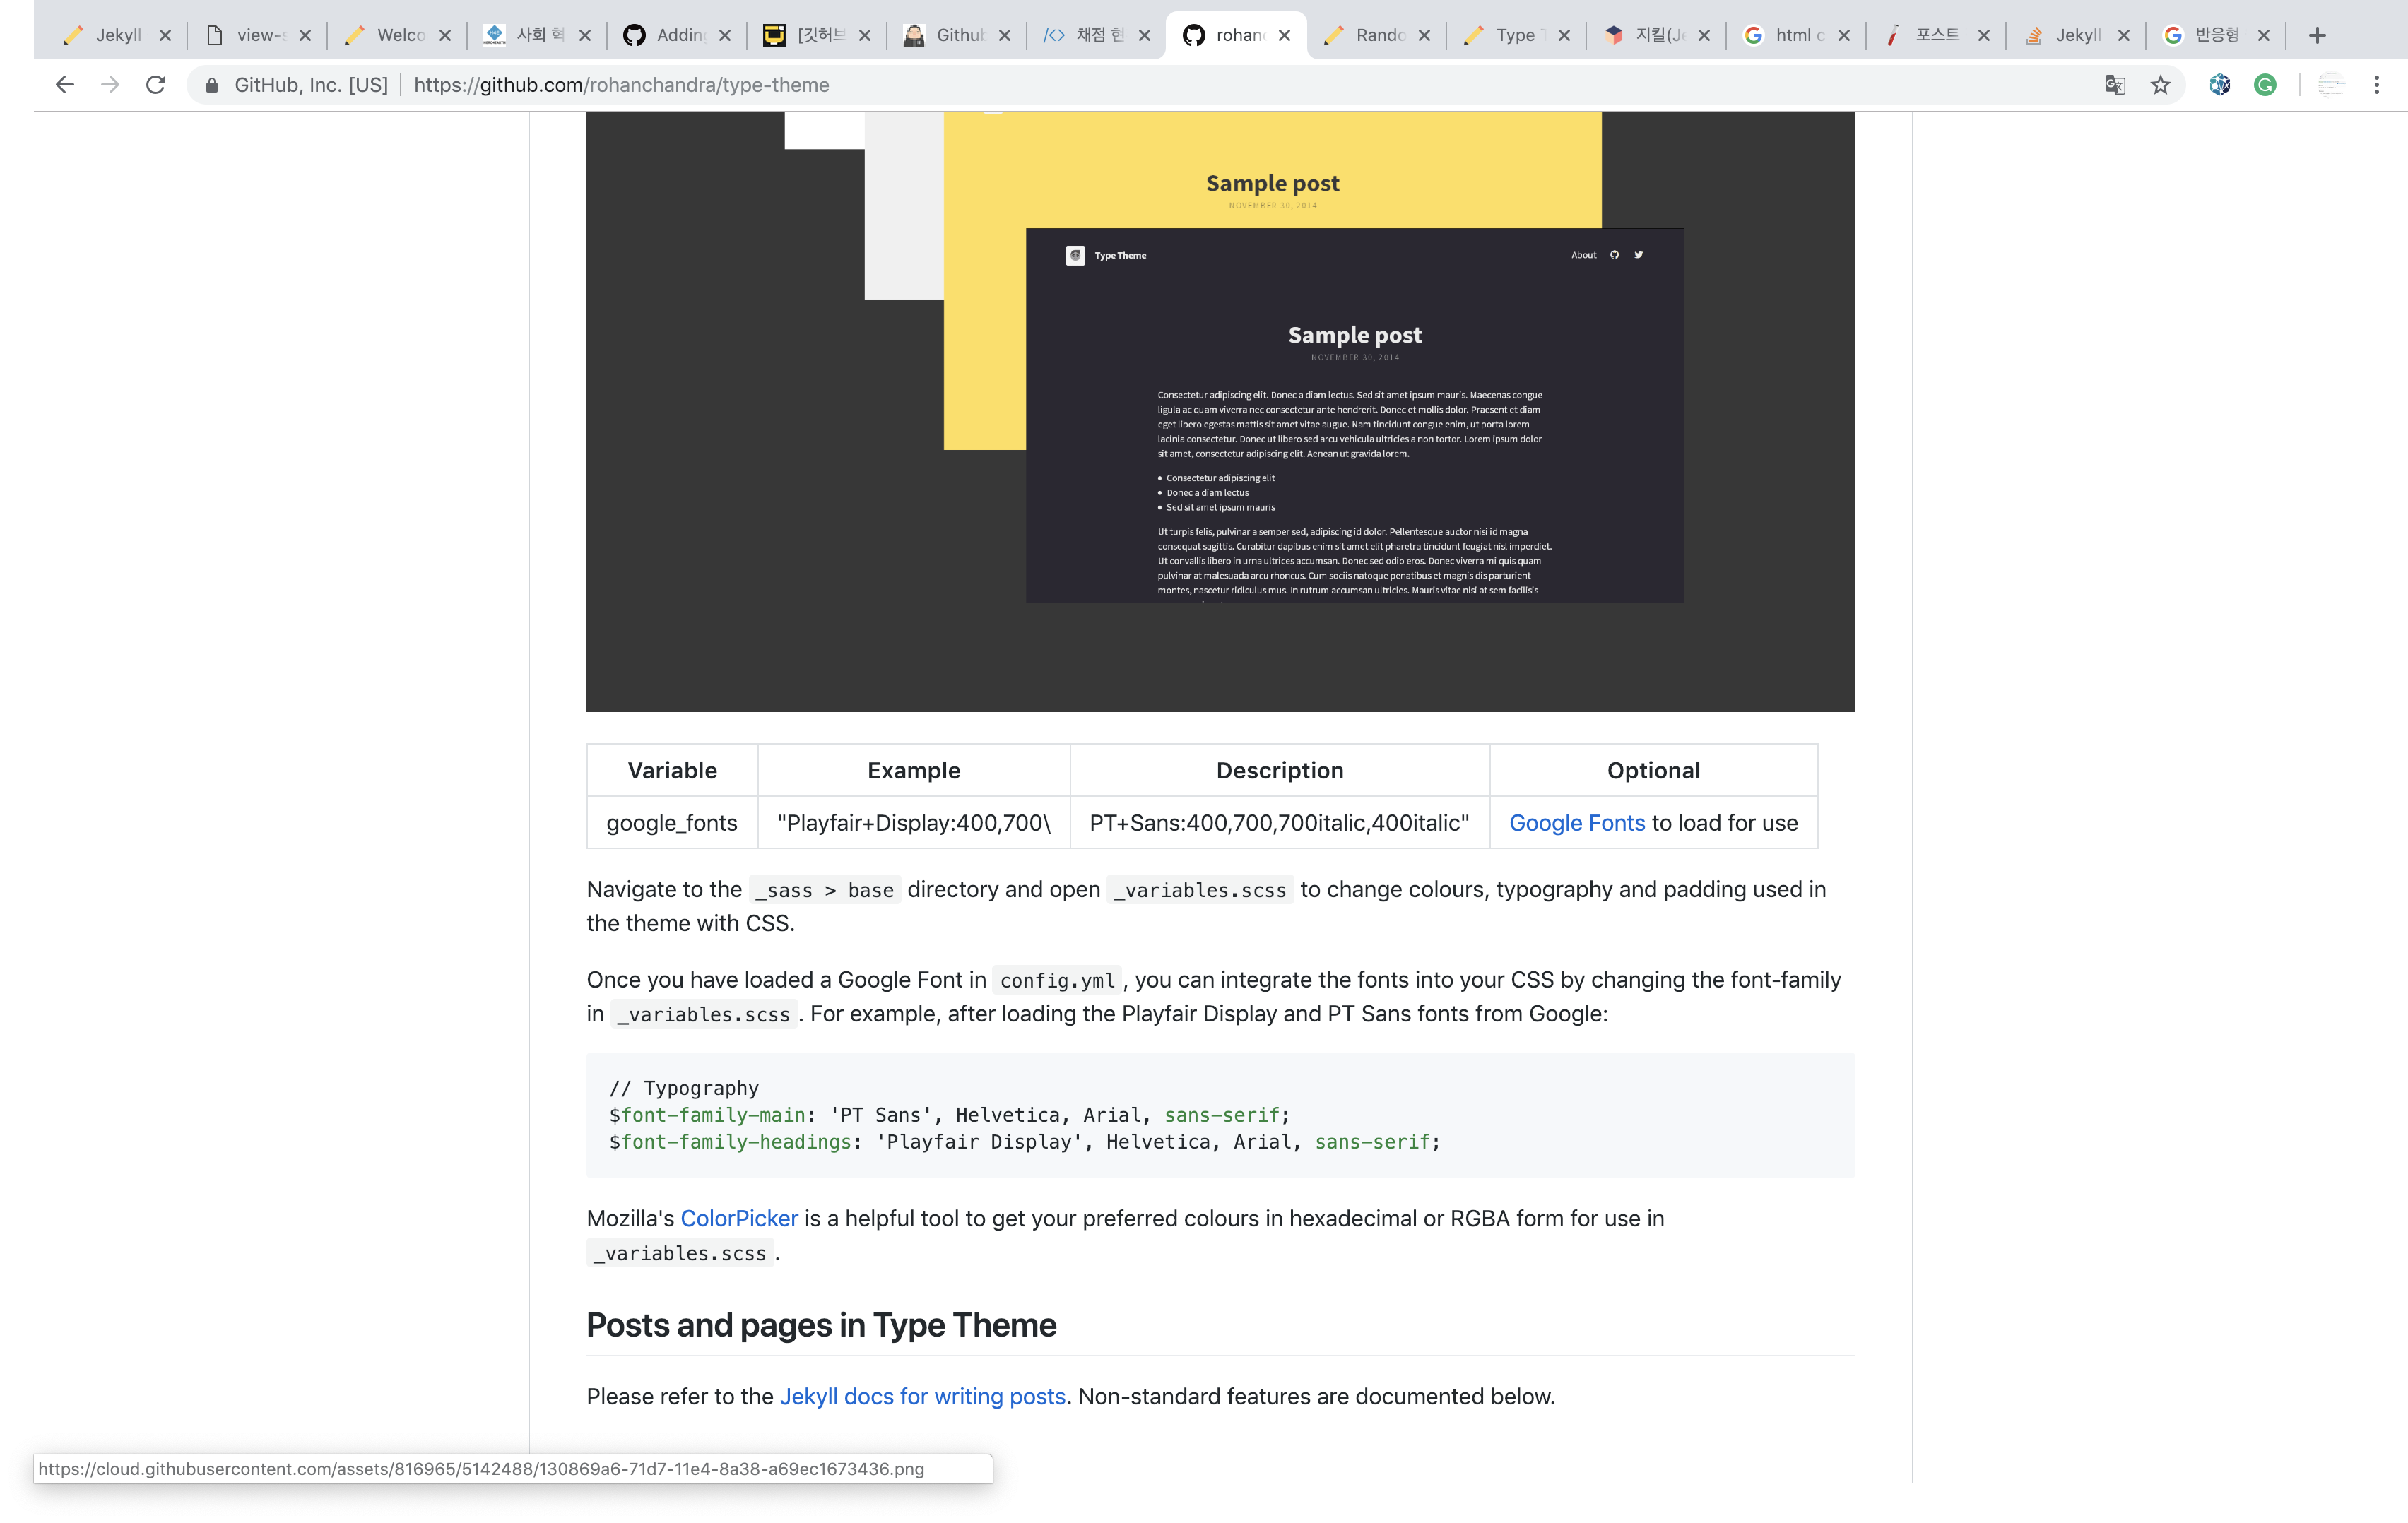 Jekyll
view-s
Welco
사회 혁
Adding
[깃허브
Github
채점 현
rohan
Rando
Type T
지킬(Je
html c
포스트
Jekyll
반응형
GitHub, Inc. [US] https://github.com/rohanchandra/type-theme
Sample post
NOVEMBER 30, 2014
Type Theme
About
Sample post
NOVEMBER 30, 2014
Consectetur adipiscing elit. Donec a diam lectus. Sed sit amet ipsum mauris. Maecenas congue
ligula ac quam viverra nec consectetur ante hendrerit. Donec et mollis dolor. Praesent et diam
eget libero egestas mattis sit amet vitae augue. Nam tincidunt congue enim, ut porta lorem
lacinia consectetur. Donec ut libero sed arcu vehicula ultricies a non tortor. Lorem ipsum dolor
sit amet, consectetur adipiscing elit. Aenean ut gravida lorem.
• Consectetur adipiscing elit
• Donec a diam lectus
• Sed sit amet ipsum mauris
Ut turpis felis, pulvinar a semper sed, adipiscing id dolor. Pellentesque auctor nisi id magna
consequat sagittis. Curabitur dapibus enim sit amet elit pharetra tincidunt feugiat nisl imperdiet.
Ut convallis libero in urna ultrices accumsan. Donec sed odio eros. Donec viverra mi quis quam
pulvinar at malesuada arcu rhoncus. Cum sociis natoque penatibus et magnis dis parturient
montes, nascetur ridiculus mus. In rutrum accumsan ultricies. Mauris vitae nisi at sem facilisis
Variable Example Description Optional
google_fonts "Playfair+Display:400,700\ PT+Sans:400,700,700italic,400italic" Google Fonts to load for use
Navigate to the _sass > base directory and open _variables.scss to change colours, typography and padding used in
the theme with CSS.
Once you have loaded a Google Font in config.yml, you can integrate the fonts into your CSS by changing the font-family
in _variables.scss. For example, after loading the Playfair Display and PT Sans fonts from Google:
// Typography
$font-family-main: 'PT Sans', Helvetica, Arial, sans-serif;
$font-family-headings: 'Playfair Display', Helvetica, Arial, sans-serif;
Mozilla's ColorPicker is a helpful tool to get your preferred colours in hexadecimal or RGBA form for use in
_variables.scss.
Posts and pages in Type Theme
Please refer to the Jekyll docs for writing posts. Non-standard features are documented below.
https://cloud.githubusercontent.com/assets/816965/5142488/130869a6-71d7-11e4-8a38-a69ec1673436.png